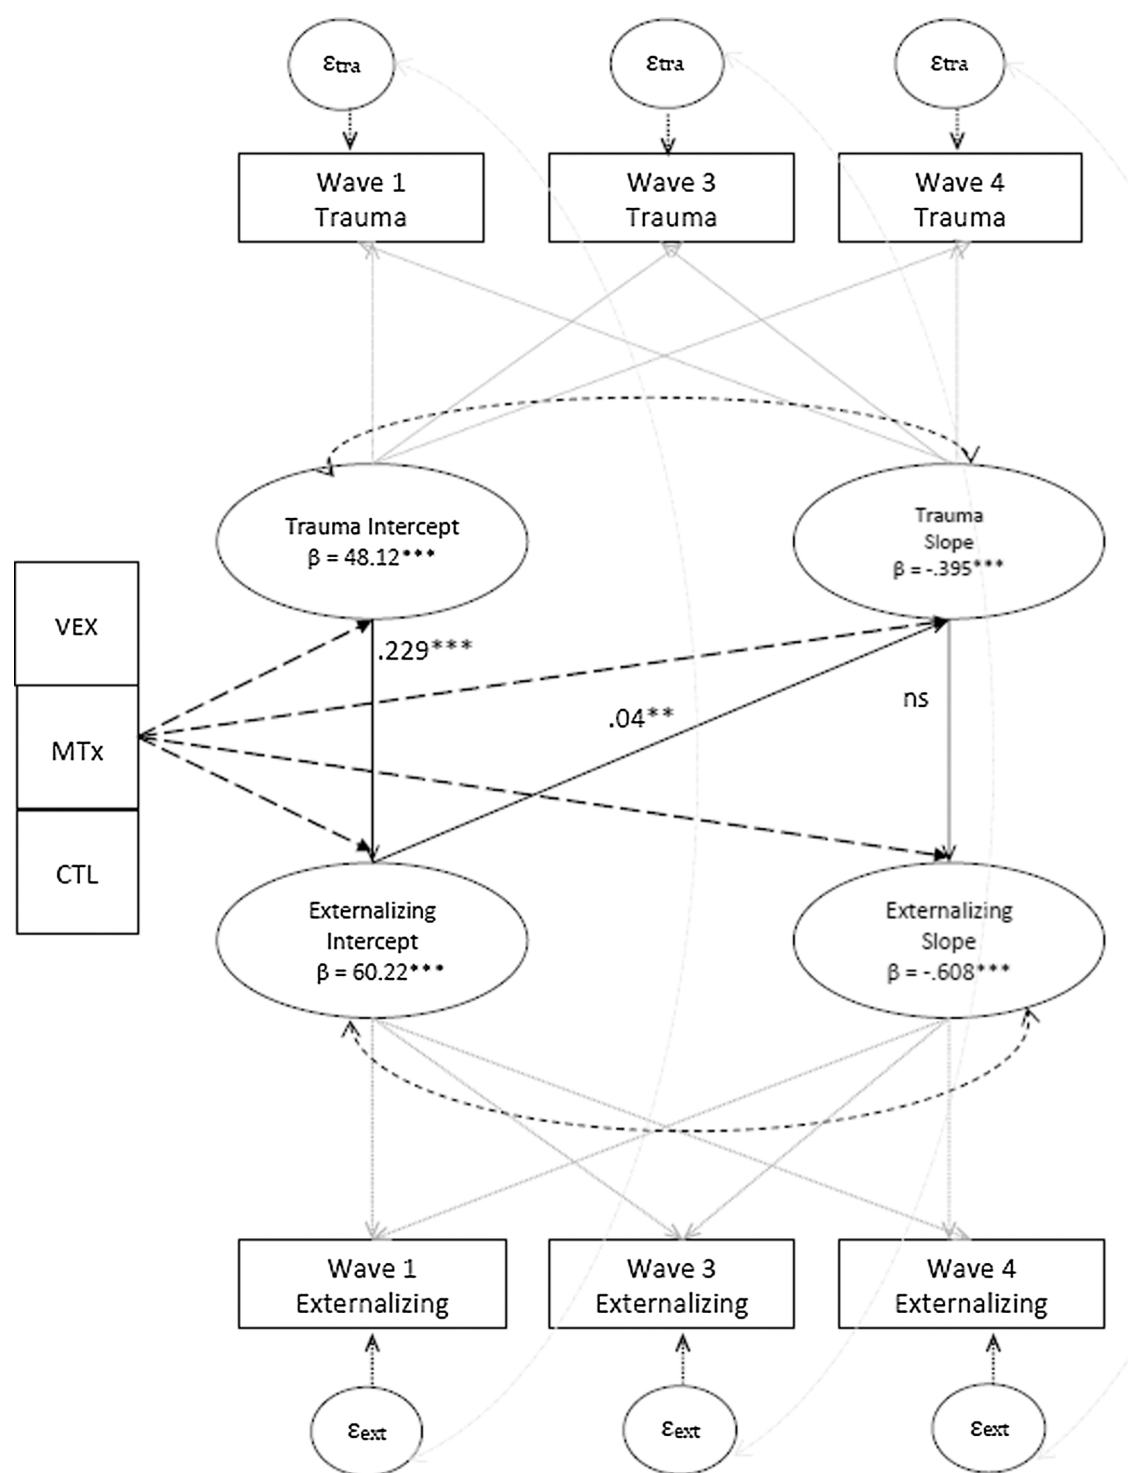 εtra
εtra
εtra
Wave 1
Trauma
Wave 3
Trauma
Wave 4
Trauma
Trauma Intercept
β = 48.12***
Trauma
Slope
β = -.395***
VEX
MTx
CTL
.229***
.04**
ns
Externalizing
Intercept
β = 60.22***
Externalizing
Slope
β = -.608***
Wave 1
Externalizing
Wave 3
Externalizing
Wave 4
Externalizing
εext
εext
εext